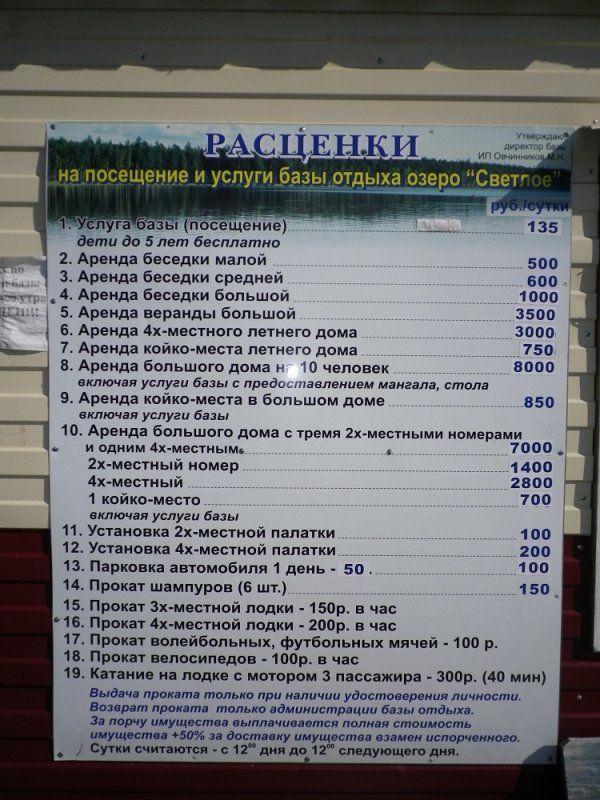 Утверждаю
директор базы
ИП Овчинников М.Н.
РАСЦЕНКИ
на посещение и услуги базы отдыха озеро "Светлое"
руб./сутки
1. Услуга базы (посещение) 135
дети до 5 лет бесплатно
2. Аренда беседки малой 500
3. Аренда беседки средней 600
4. Аренда беседки большой 1000
5. Аренда веранды большой 3500
6. Аренда 4х-местного летнего дома 3000
7. Аренда койко-места летнего дома 750
8. Аренда большого дома на 10 человек 8000
включая услуги базы с предоставлением мангала, стола
9. Аренда койко-места в большом доме 850
включая услуги базы
10. Аренда большого дома с тремя 2х-местными номерами
и одним 4х-местным 7000
2х-местный номер 1400
4х-местный 2800
1 койко-место 700
включая услуги базы
11. Установка 2х-местной палатки 100
12. Установка 4х-местной палатки 200
13. Парковка автомобиля 1 день - 50 . 100
14. Прокат шампуров (6 шт.) 150
15. Прокат 3х-местной лодки - 150р. в час
16. Прокат 4х-местной лодки - 200р. в час
17. Прокат волейбольных, футбольных мячей - 100 р.
18. Прокат велосипедов - 100р. в час
19. Катание на лодке с мотором 3 пассажира - 300р. (40 мин)
Выдача проката только при наличии удостоверения личности.
Возврат проката только администрации базы отдыха.
За порчу имущества выплачивается полная стоимость
имущества +50% за доставку имущества взамен испорченного.
Сутки считаются - с 12⁰⁰ дня до 12⁰⁰ следующего дня.